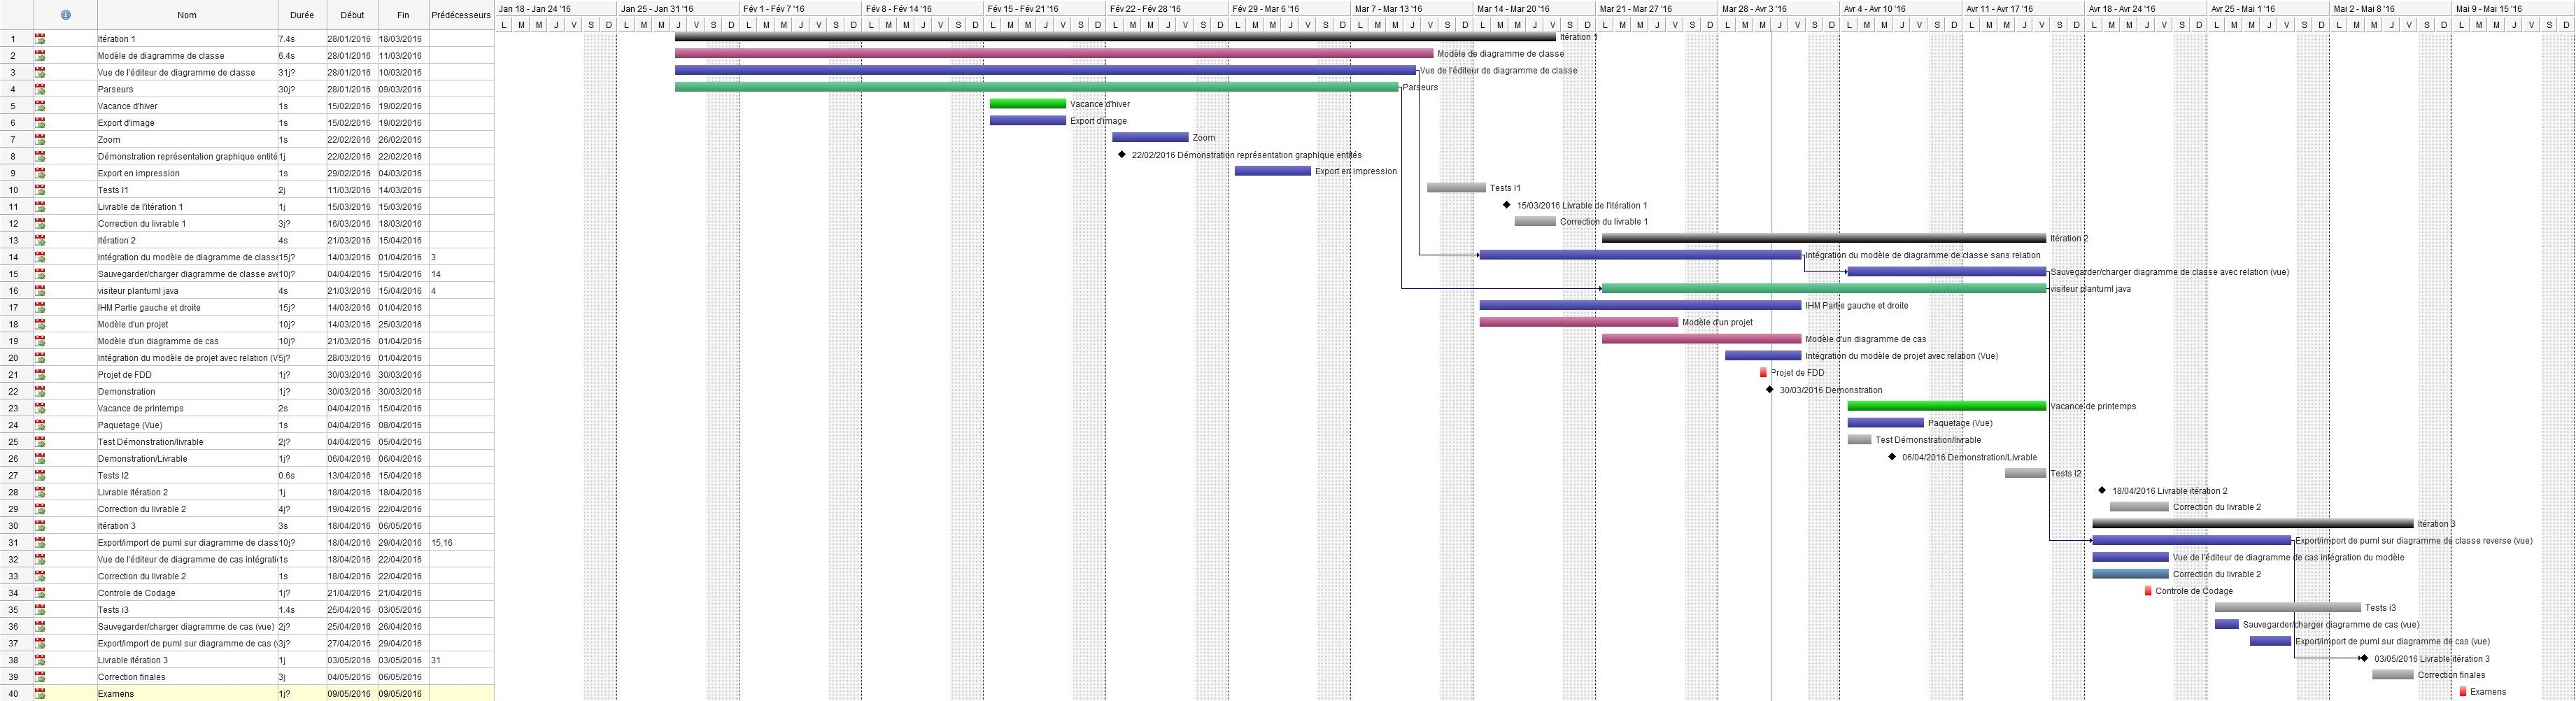 Nom Durée Début Fin Prédécesseurs Jan 18 - Jan 24 '16 Jan 25 - Jan 31 '16 Fév 1 - Fév 7 '16 Fév 8 - Fév 14 '16 Fév 15 - Fév 21 '16 Fév 22 - Fév 28 '16 Fév 29 - Mar 6 '16 Mar 7 - Mar 13 '16 Mar 14 - Mar 20 '16 Mar 21 - Mar 27 '16 Mar 28 - Avr 3 '16 Avr 4 - Avr 10 '16 Avr 11 - Avr 17 '16 Avr 18 - Avr 24 '16 Avr 25 - Mai 1 '16 Mai 2 - Mai 8 '16 Mai 9 - Mai 15 '16
L M M J V S D L M M J V S D L M M J V S D L M M J V S D L M M J V S D L M M J V S D L M M J V S D L M M J V S D L M M J V S D L M M J V S D L M M J V S D L M M J V S D L M M J V S D L M M J V S D L M M J V S D L M M J V S D L M M J V S D
1 Itération 1 7.4s 28/01/2016 18/03/2016 Itération 1
2 Modèle de diagramme de classe 6.4s 28/01/2016 11/03/2016 Modèle de diagramme de classe
3 Vue de l'éditeur de diagramme de classe 31j? 28/01/2016 10/03/2016 Vue de l'éditeur de diagramme de classe
4 Parseurs 30j? 28/01/2016 09/03/2016 Parseurs
5 Vacance d'hiver 1s 15/02/2016 19/02/2016 Vacance d'hiver
6 Export d'image 1s 15/02/2016 19/02/2016 Export d'image
7 Zoom 1s 22/02/2016 26/02/2016 Zoom
8 Démonstration représentation graphique entité 1j 22/02/2016 22/02/2016 22/02/2016 Démonstration représentation graphique entités
9 Export en impression 1s 29/02/2016 04/03/2016 Export en impression
10 Tests I1 2j 11/03/2016 14/03/2016 Tests I1
11 Livrable de l'itération 1 1j 15/03/2016 15/03/2016 15/03/2016 Livrable de l'itération 1
12 Correction du livrable 1 3j? 16/03/2016 18/03/2016 Correction du livrable 1
13 Itération 2 4s 21/03/2016 15/04/2016 Itération 2
14 Intégration du modèle de diagramme de class 15j? 14/03/2016 01/04/2016 3 Intégration du modèle de diagramme de classe sans relation
15 Sauvegarder/charger diagramme de classe av 10j? 04/04/2016 15/04/2016 14 Sauvegarder/charger diagramme de classe avec relation (vue)
16 visiteur plantuml java 4s 21/03/2016 15/04/2016 4 visiteur plantuml java
17 IHM Partie gauche et droite 15j? 14/03/2016 01/04/2016 IHM Partie gauche et droite
18 Modèle d'un projet 10j? 14/03/2016 25/03/2016 Modèle d'un projet
19 Modèle d'un diagramme de cas 10j? 21/03/2016 01/04/2016 Modèle d'un diagramme de cas
20 Intégration du modèle de projet avec relation (V 5j? 28/03/2016 01/04/2016 Intégration du modèle de projet avec relation (Vue)
21 Projet de FDD 1j? 30/03/2016 30/03/2016 Projet de FDD
22 Demonstration 1j? 30/03/2016 30/03/2016 30/03/2016 Demonstration
23 Vacance de printemps 2s 04/04/2016 15/04/2016 Vacance de printemps
24 Paquetage (Vue) 1s 04/04/2016 08/04/2016 Paquetage (Vue)
25 Test Démonstration/livrable 2j? 04/04/2016 05/04/2016 Test Démonstration/livrable
26 Demonstration/Livrable 1j? 06/04/2016 06/04/2016 06/04/2016 Demonstration/Livrable
27 Tests I2 0.6s 13/04/2016 15/04/2016 Tests I2
28 Livrable itération 2 1j 18/04/2016 18/04/2016 18/04/2016 Livrable itération 2
29 Correction du livrable 2 4j? 19/04/2016 22/04/2016 Correction du livrable 2
30 Itération 3 3s 18/04/2016 06/05/2016 Itération 3
31 Export/import de puml sur diagramme de class 10j? 18/04/2016 29/04/2016 15,16 Export/import de puml sur diagramme de classe reverse (vue)
32 Vue de l'éditeur de diagramme de cas intégrati 1s 18/04/2016 22/04/2016 Vue de l'éditeur de diagramme de cas intégration du modèle
33 Correction du livrable 2 1s 18/04/2016 22/04/2016 Correction du livrable 2
34 Controle de Codage 1j? 21/04/2016 21/04/2016 Controle de Codage
35 Tests i3 1.4s 25/04/2016 03/05/2016 Tests i3
36 Sauvegarder/charger diagramme de cas (vue) 2j? 25/04/2016 26/04/2016 Sauvegarder/charger diagramme de cas (vue)
37 Export/import de puml sur diagramme de cas ( 3j? 27/04/2016 29/04/2016 Export/import de puml sur diagramme de cas (vue)
38 Livrable itération 3 1j 03/05/2016 03/05/2016 31 03/05/2016 Livrable itération 3
39 Correction finales 3j 04/05/2016 06/05/2016 Correction finales
40 Examens 1j? 09/05/2016 09/05/2016 Examens